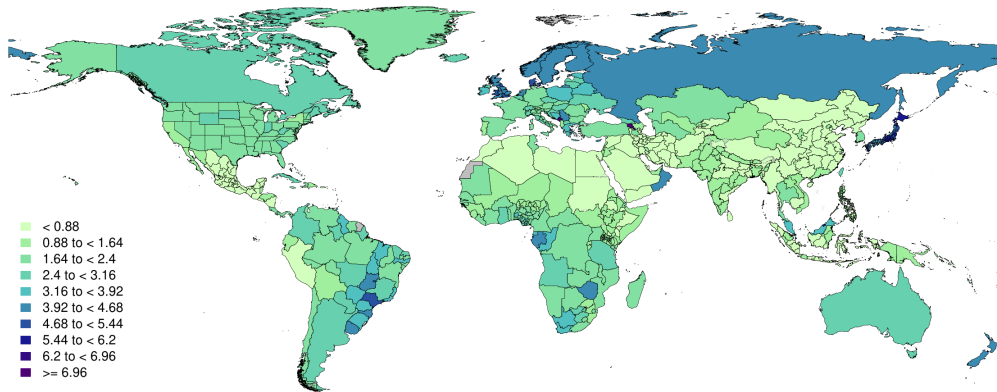 < 0.88
0.88 to < 1.64
1.64 to < 2.4
2.4 to < 3.16
3.16 to < 3.92
3.92 to < 4.68
4.68 to < 5.44
5.44 to < 6.2
6.2 to < 6.96
>= 6.96